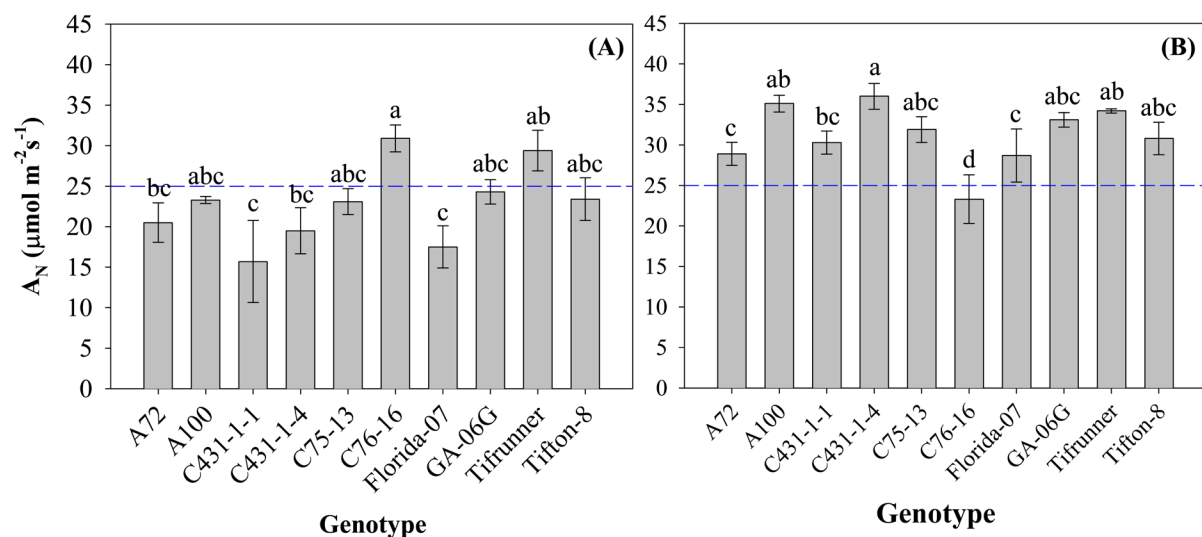 45
40
35
30
25
20
15
10
5
0
A_N (µmol m⁻² s⁻¹)
(A)
bc
abc
c
bc
abc
a
c
abc
ab
abc
A72
A100
C431-1-1
C431-1-4
C75-13
C76-16
Florida-07
GA-06G
Tifrunner
Tifton-8
Genotype
45
40
35
30
25
20
15
10
5
0
(B)
c
ab
bc
a
abc
d
c
abc
ab
abc
A72
A100
C431-1-1
C431-1-4
C75-13
C76-16
Florida-07
GA-06G
Tifrunner
Tifton-8
Genotype